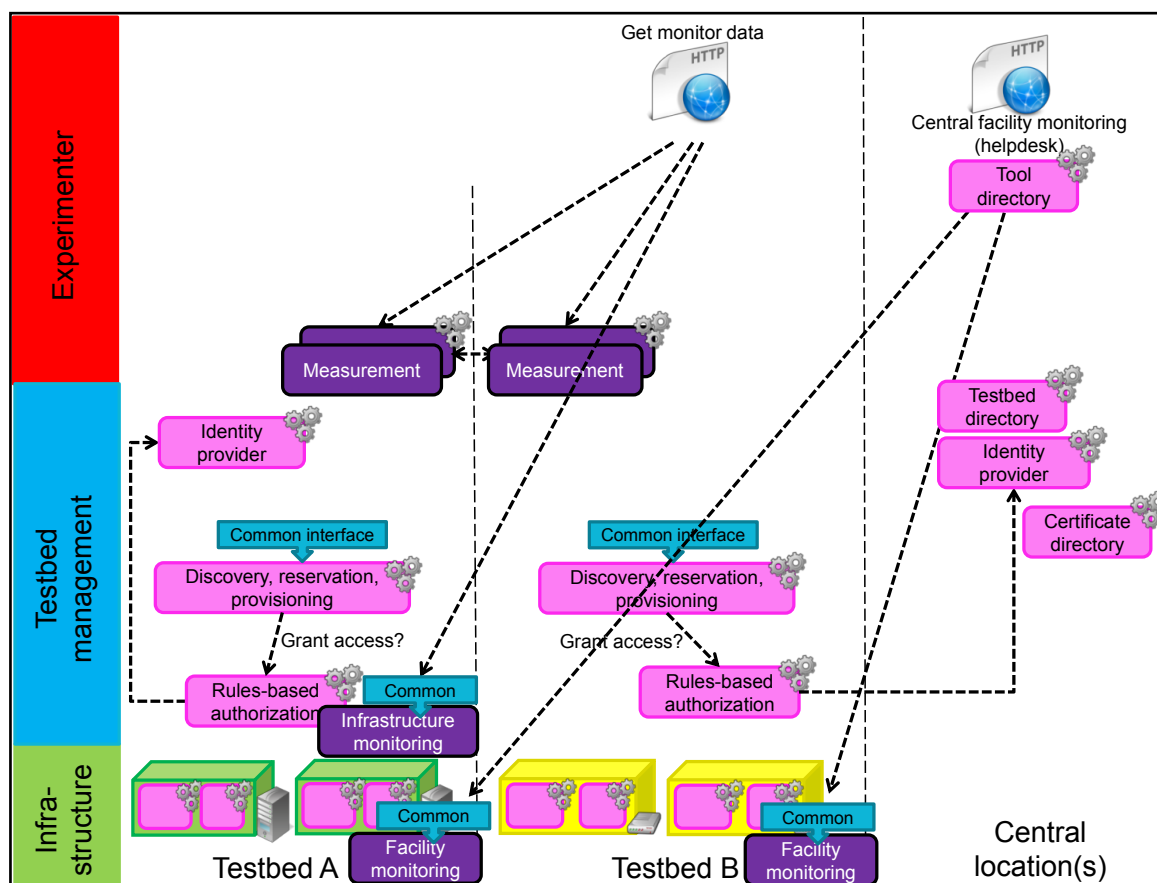 Get monitor data
HTTP
HTTP
Central facility monitoring
(helpdesk)
Tool
directory
Experimenter
Measurement
Measurement
Testbed
directory
Identity
provider
Identity
provider
Certificate
directory
Testbed
management
Common interface
Common interface
Discovery, reservation,
provisioning
Discovery, reservation,
provisioning
Grant access?
Grant access?
Rules-based
authorization
Common
Infrastructure
monitoring
Rules-based
authorization
Infra-
structure
Common
Facility
monitoring
Common
Facility
monitoring
Testbed A
Testbed B
Central
location(s)